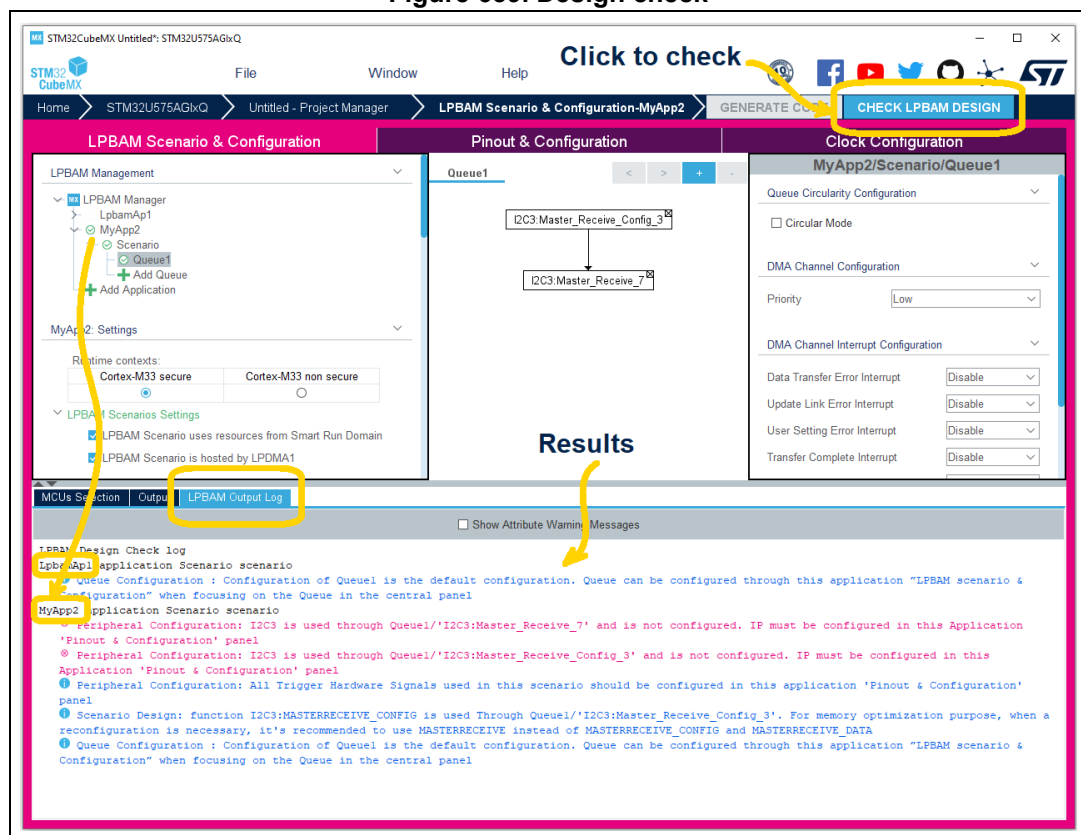 Figure 639. Design check
MX STM32CubeMX Untitled*: STM32U575AGIxQ
STM32
CubeMX
File Window Help
Click to check
Home STM32U575AGIxQ Untitled - Project Manager LPBAM Scenario & Configuration-MyApp2 GENERATE CODE CHECK LPBAM DESIGN
LPBAM Scenario & Configuration Pinout & Configuration Clock Configuration
LPBAM Management
MX LPBAM Manager
LpbamAp1
MyApp2
Scenario
Queue1
Add Queue
Add Application
MyApp2: Settings
Runtime contexts:
Cortex-M33 secure Cortex-M33 non secure
LPBAM Scenarios Settings
LPBAM Scenario uses resources from Smart Run Domain
LPBAM Scenario is hosted by LPDMA1
Queue1 < > + -
I2C3:Master_Receive_Config_3
I2C3:Master_Receive_7
Results
MyApp2/Scenario/Queue1
Queue Circularity Configuration
Circular Mode
DMA Channel Configuration
Priority Low
DMA Channel Interrupt Configuration
Data Transfer Error Interrupt Disable
Update Link Error Interrupt Disable
User Setting Error Interrupt Disable
Transfer Complete Interrupt Disable
MCUs Selection Output LPBAM Output Log
Show Attribute Warning Messages
LPBAM Design Check log
LpbamAp1 application Scenario scenario
Queue Configuration : Configuration of Queue1 is the default configuration. Queue can be configured through this application "LPBAM scenario &
Configuration" when focusing on the Queue in the central panel
MyApp2 application Scenario scenario
Peripheral Configuration: I2C3 is used through Queue1/'I2C3:Master_Receive_7' and is not configured. IP must be configured in this Application
'Pinout & Configuration' panel
Peripheral Configuration: I2C3 is used through Queue1/'I2C3:Master_Receive_Config_3' and is not configured. IP must be configured in this
Application 'Pinout & Configuration' panel
Peripheral Configuration: All Trigger Hardware Signals used in this scenario should be configured in this application 'Pinout & Configuration'
panel
Scenario Design: function I2C3:MASTERRECEIVE_CONFIG is used Through Queue1/'I2C3:Master_Receive_Config_3'. For memory optimization purpose, when a
reconfiguration is necessary, it's recommended to use MASTERRECEIVE instead of MASTERRECEIVE_CONFIG and MASTERRECEIVE_DATA
Queue Configuration : Configuration of Queue1 is the default configuration. Queue can be configured through this application "LPBAM scenario &
Configuration" when focusing on the Queue in the central panel